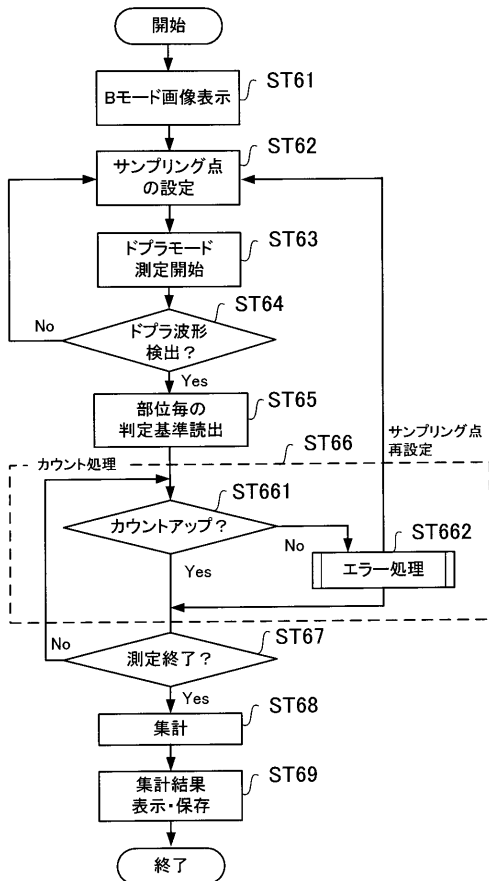 開始
Bモード画像表示
ST61
サンプリング点
の設定
ST62
ドプラモード
測定開始
ST63
ドプラ波形
検出？
ST64
No
Yes
部位毎の
判定基準読出
ST65
サンプリング点
再設定
ST66
カウント処理
カウントアップ？
ST661
No
Yes
エラー処理
ST662
測定終了？
ST67
No
Yes
集計
ST68
集計結果
表示・保存
ST69
終了